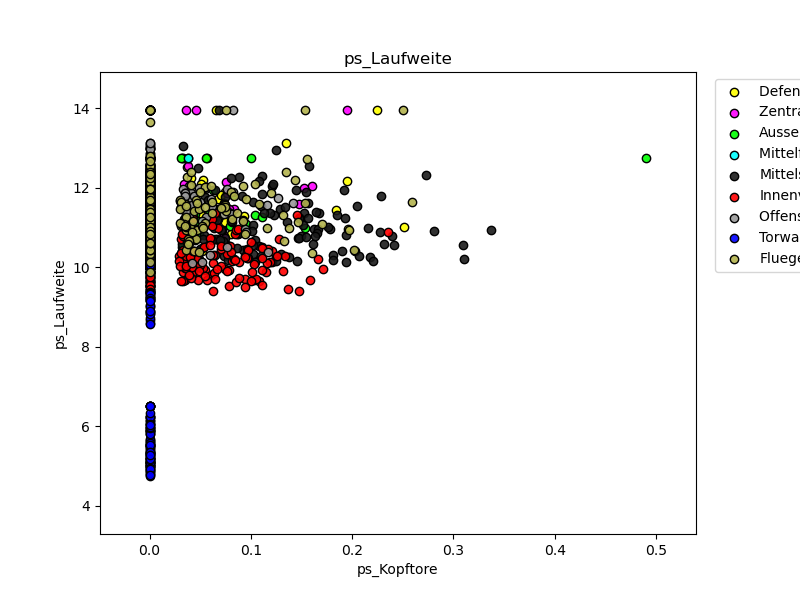 ps_Laufweite
14
12
10
8
6
4
ps_Laufweite
0.0 0.1 0.2 0.3 0.4 0.5
ps_Kopftore
Defen
Zentra
Ausse
Mittelf
Mittels
Innenv
Offens
Torwa
Fluege